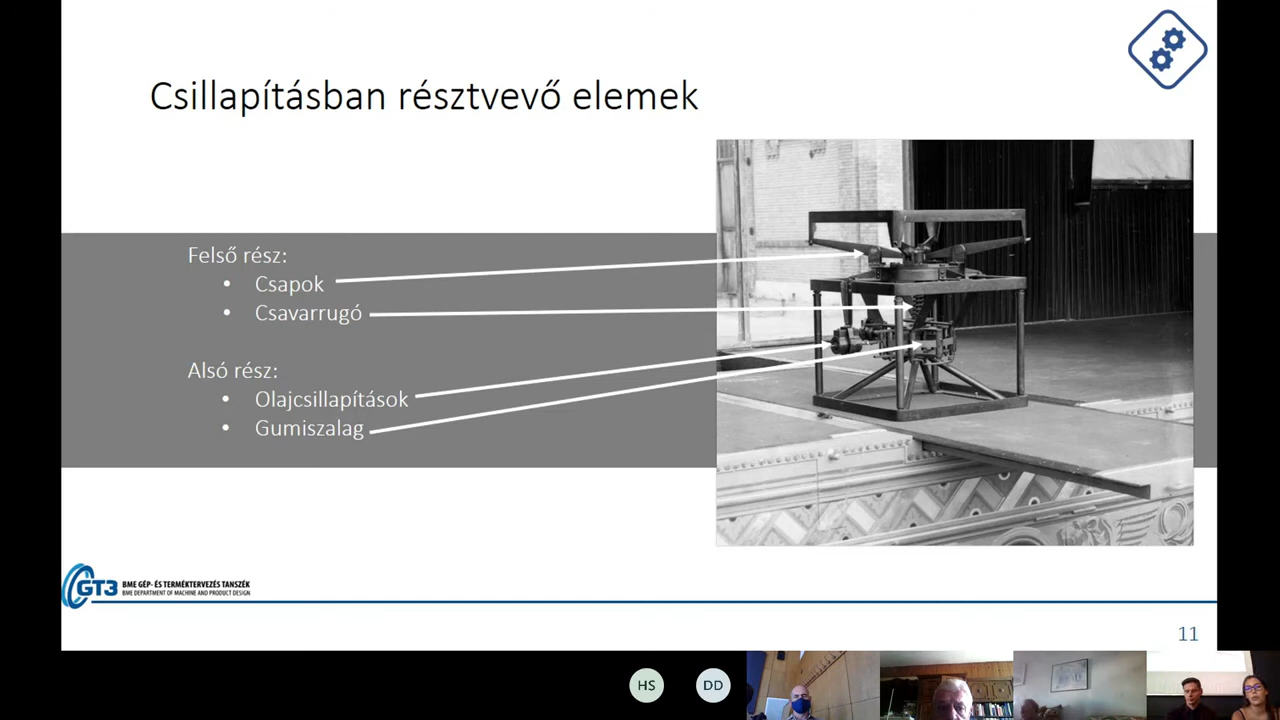 Csillapításban résztvevő elemek
Felső rész:
• Csapok
• Csavarrugó
Alsó rész:
• Olajcsillapítások
• Gumiszalag
GT3 BME GÉP- ÉS TERMÉKTERVEZÉS TANSZÉK
BME DEPARTMENT OF MACHINE AND PRODUCT DESIGN
11
HS DD